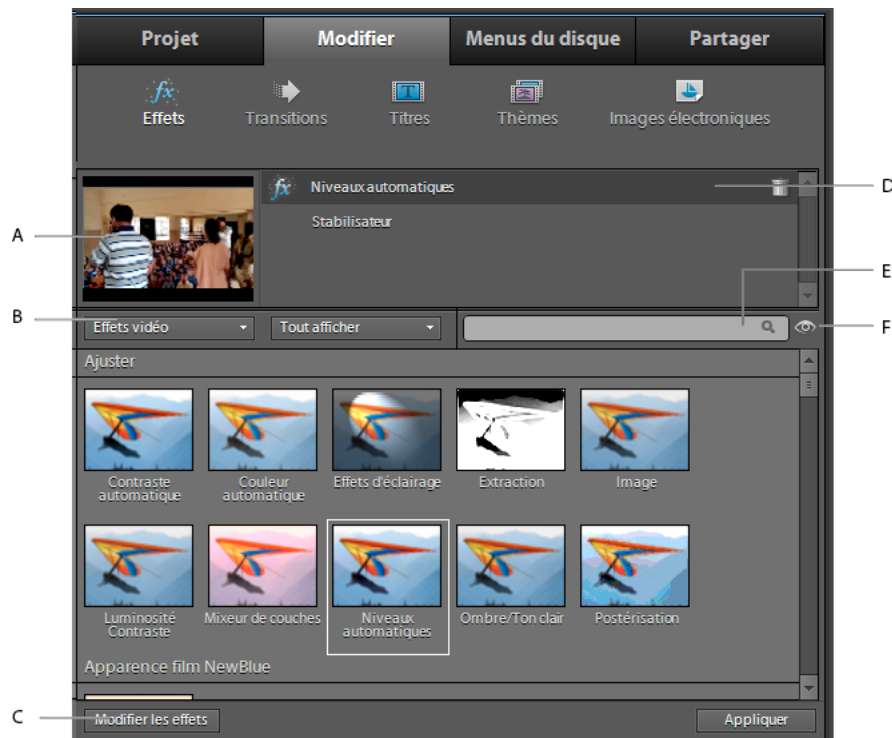 Projet
Modifier
Menus du disque
Partager
fx
Effets
Transitions
T
Titres
Thèmes
Images électroniques
fx
Niveaux automatiques
D
Stabilisateur
A
E
B
Effets vidéo
Tout afficher
F
Ajuster
Contraste
automatique
Couleur
automatique
Effets d'éclairage
Extraction
Image
Luminosité
Contraste
Mixeur de couches
Niveaux
automatiques
Ombre/Ton clair
Postérisation
Apparence film NewBlue
C
Modifier les effets
Appliquer